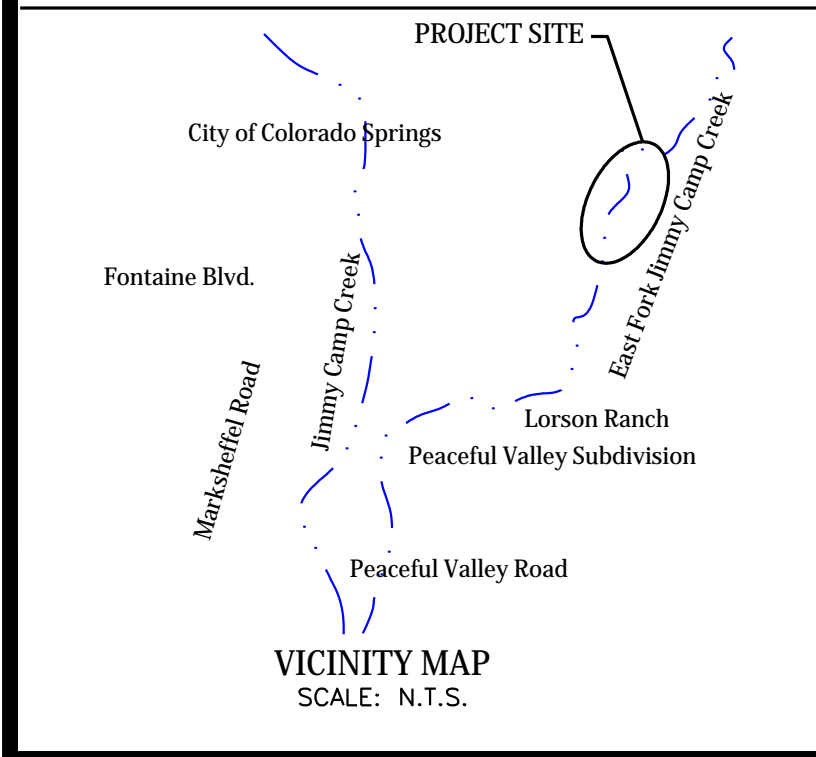 PROJECT SITE
City of Colorado Springs
East Fork Jimmy Camp Creek
Fontaine Blvd.
Jimmy Camp Creek
Marksheffel Road
Lorson Ranch
Peaceful Valley Subdivision
Peaceful Valley Road
VICINITY MAP
SCALE: N.T.S.